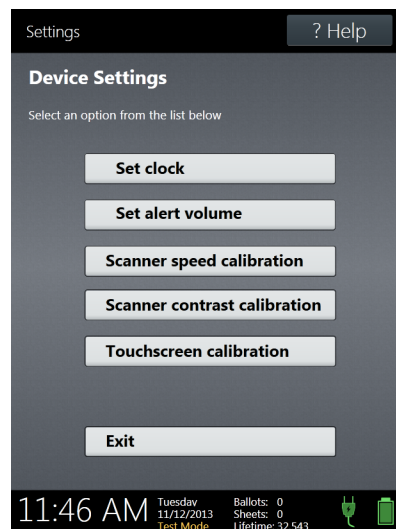 Settings
? Help
Device Settings
Select an option from the list below
Set clock
Set alert volume
Scanner speed calibration
Scanner contrast calibration
Touchscreen calibration
Exit
11:46 AM
Tuesday
11/12/2013
Test Mode
Ballots: 0
Sheets: 0
Lifetime: 32,543